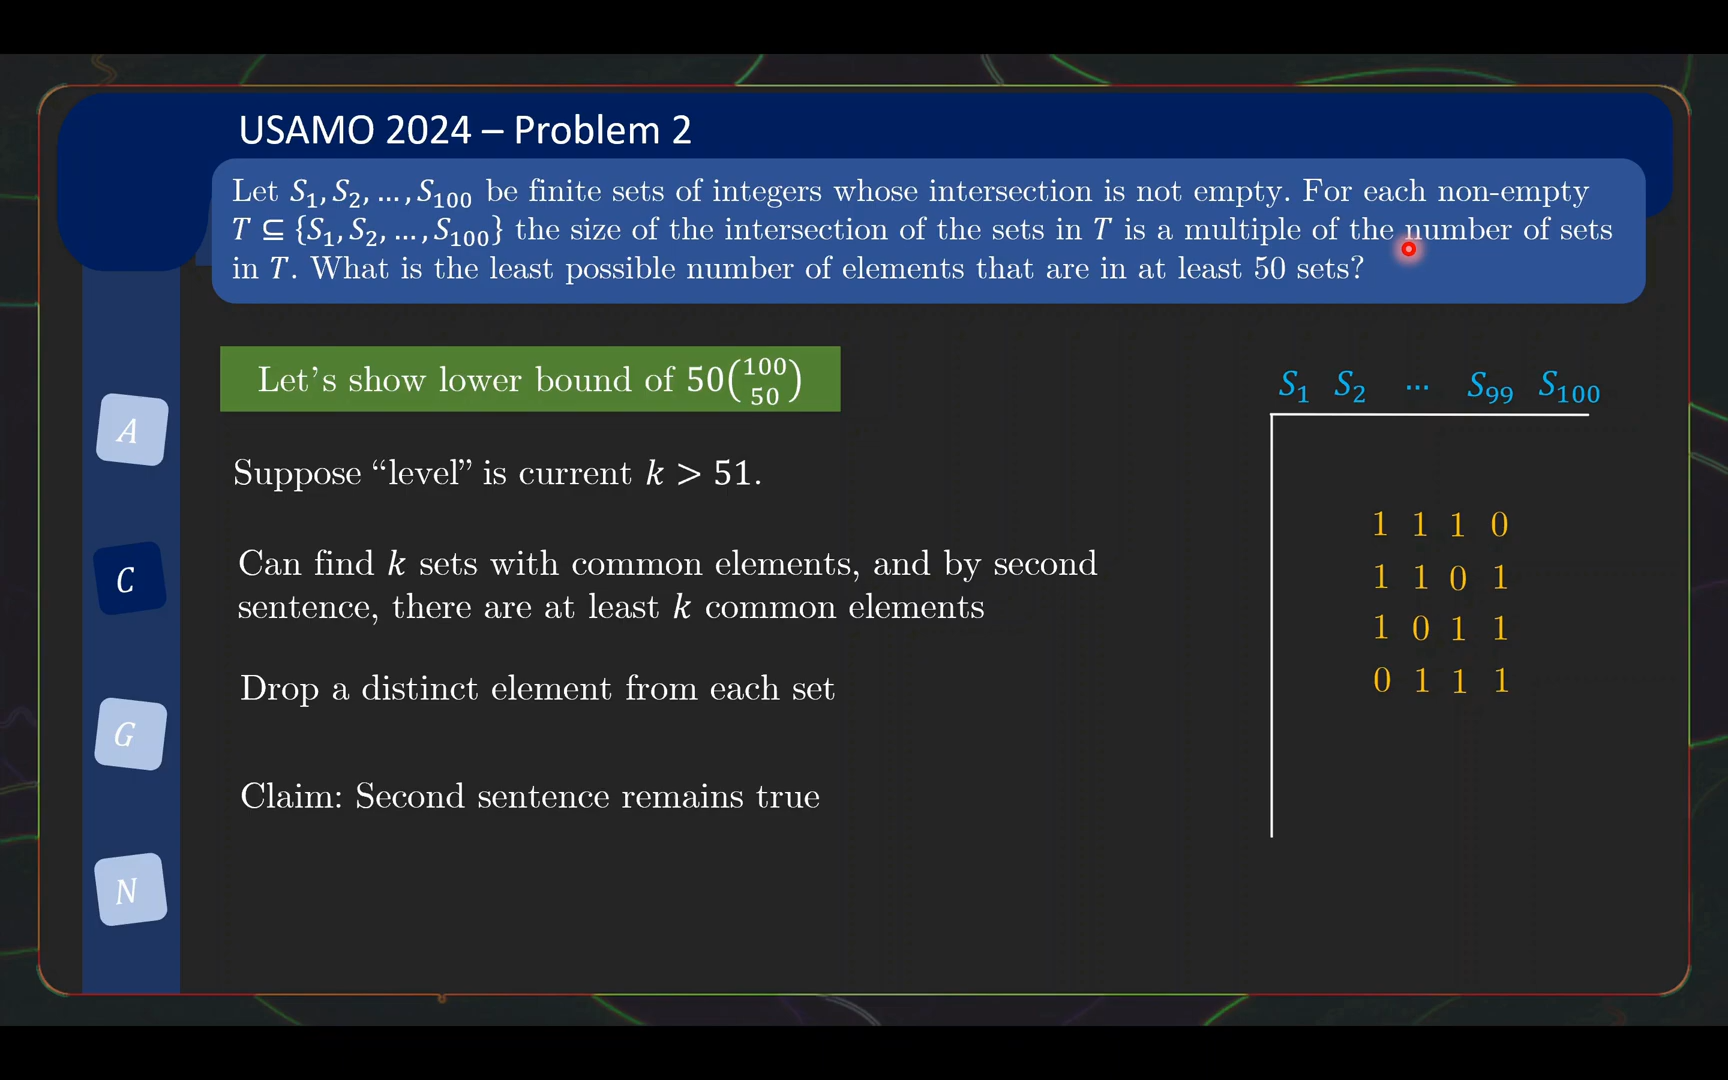 USAMO 2024 – Problem 2
Let S₁, S₂, …, S₁₀₀ be finite sets of integers whose intersection is not empty. For each non-empty
T ⊆ {S₁, S₂, …, S₁₀₀} the size of the intersection of the sets in T is a multiple of the number of sets
in T. What is the least possible number of elements that are in at least 50 sets?
Let's show lower bound of 50(100 50)
Suppose “level” is current k > 51.
Can find k sets with common elements, and by second
sentence, there are at least k common elements
Drop a distinct element from each set
Claim: Second sentence remains true
A
C
G
N
S₁ S₂ … S₉₉ S₁₀₀
1 1 1 0
1 1 0 1
1 0 1 1
0 1 1 1